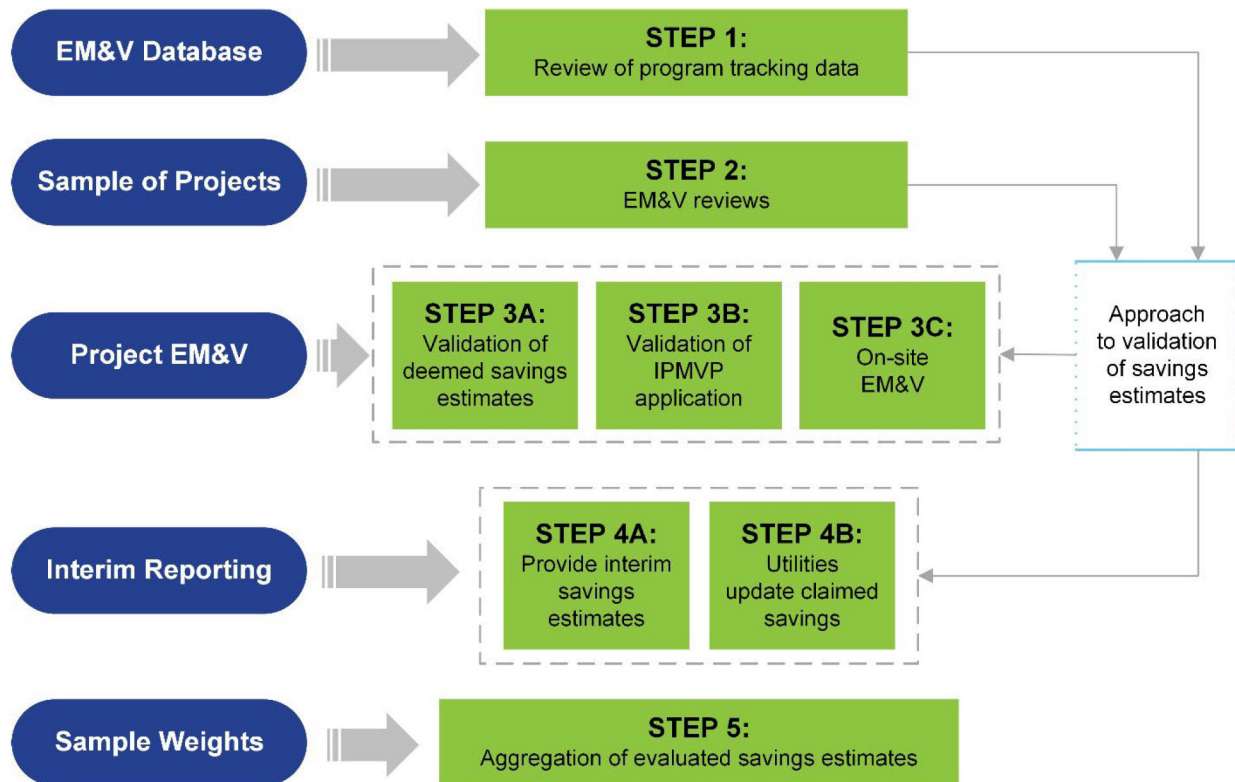 EM&V Database
STEP 1:
Review of program tracking data
Sample of Projects
STEP 2:
EM&V reviews
Project EM&V
STEP 3A:
Validation of
deemed savings
estimates
STEP 3B:
Validation of
IPMVP
application
STEP 3C:
On-site
EM&V
Approach
to validation
of savings
estimates
Interim Reporting
STEP 4A:
Provide interim
savings
estimates
STEP 4B:
Utilities
update claimed
savings
Sample Weights
STEP 5:
Aggregation of evaluated savings estimates